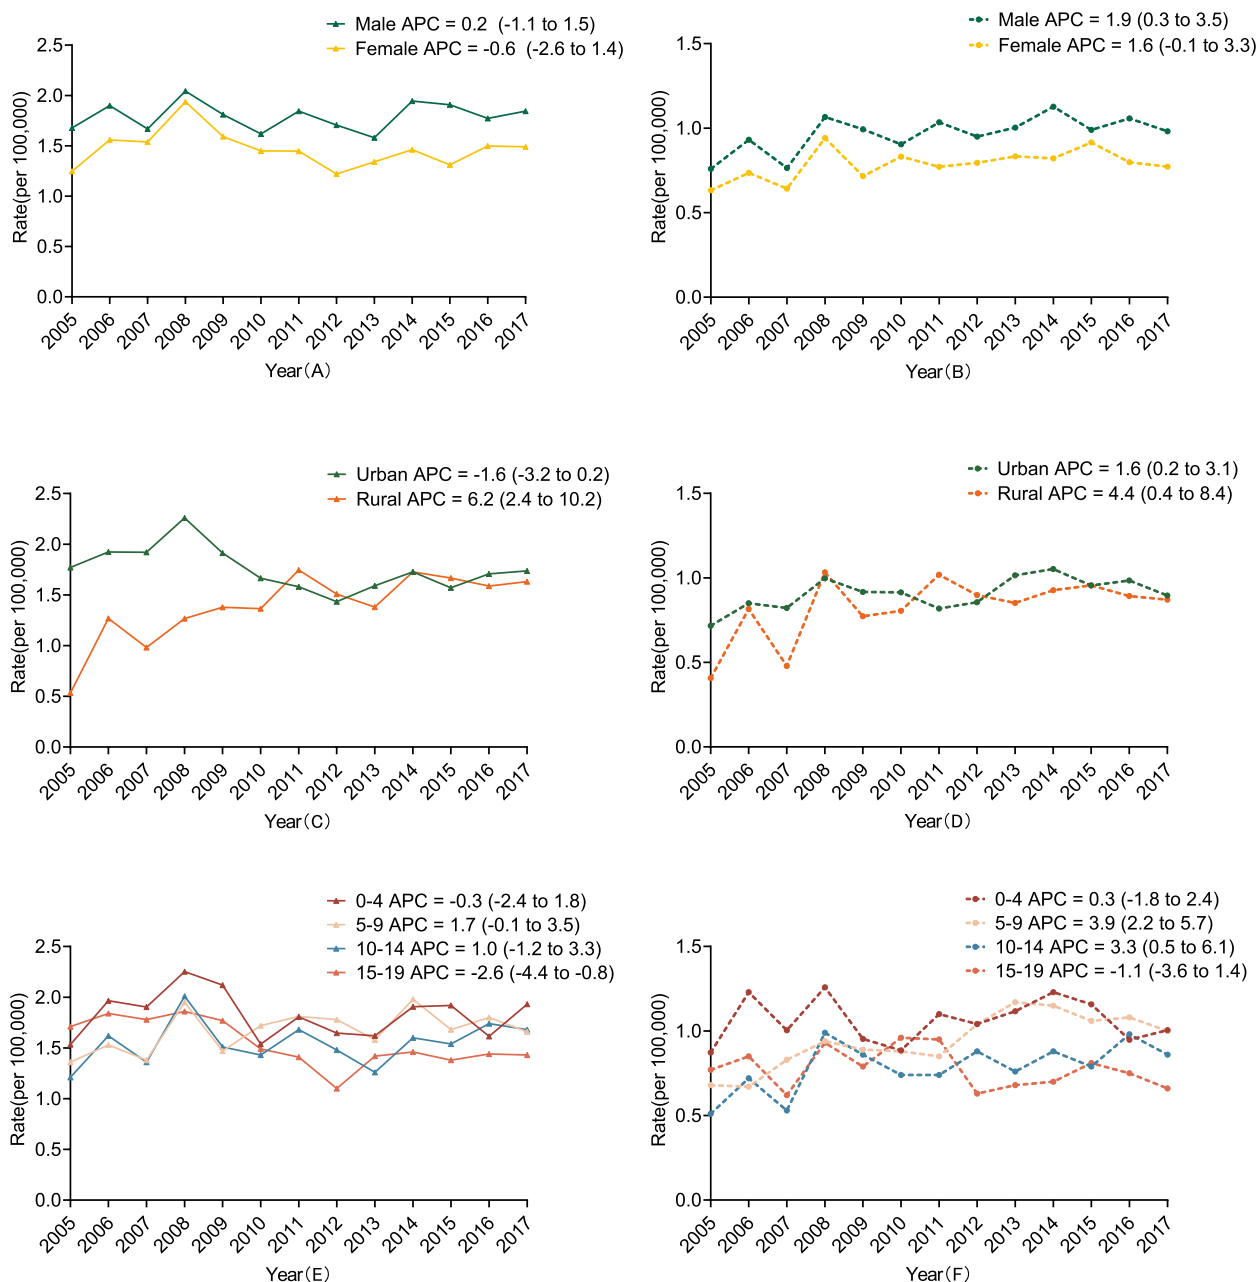 Male APC = 0.2 (-1.1 to 1.5)
Female APC = -0.6 (-2.6 to 1.4)
Rate(per 100,000)
2.5
2.0
1.5
1.0
0.5
0.0
2005 2006 2007 2008 2009 2010 2011 2012 2013 2014 2015 2016 2017
Year(A)
Male APC = 1.9 (0.3 to 3.5)
Female APC = 1.6 (-0.1 to 3.3)
Rate(per 100,000)
1.5
1.0
0.5
0.0
2005 2006 2007 2008 2009 2010 2011 2012 2013 2014 2015 2016 2017
Year(B)
Urban APC = -1.6 (-3.2 to 0.2)
Rural APC = 6.2 (2.4 to 10.2)
Rate(per 100,000)
2.5
2.0
1.5
1.0
0.5
0.0
2005 2006 2007 2008 2009 2010 2011 2012 2013 2014 2015 2016 2017
Year(C)
Urban APC = 1.6 (0.2 to 3.1)
Rural APC = 4.4 (0.4 to 8.4)
Rate(per 100,000)
1.5
1.0
0.5
0.0
2005 2006 2007 2008 2009 2010 2011 2012 2013 2014 2015 2016 2017
Year(D)
0-4 APC = -0.3 (-2.4 to 1.8)
5-9 APC = 1.7 (-0.1 to 3.5)
10-14 APC = 1.0 (-1.2 to 3.3)
15-19 APC = -2.6 (-4.4 to -0.8)
Rate(per 100,000)
2.5
2.0
1.5
1.0
0.5
0.0
2005 2006 2007 2008 2009 2010 2011 2012 2013 2014 2015 2016 2017
Year(E)
0-4 APC = 0.3 (-1.8 to 2.4)
5-9 APC = 3.9 (2.2 to 5.7)
10-14 APC = 3.3 (0.5 to 6.1)
15-19 APC = -1.1 (-3.6 to 1.4)
Rate(per 100,000)
1.5
1.0
0.5
0.0
2005 2006 2007 2008 2009 2010 2011 2012 2013 2014 2015 2016 2017
Year(F)